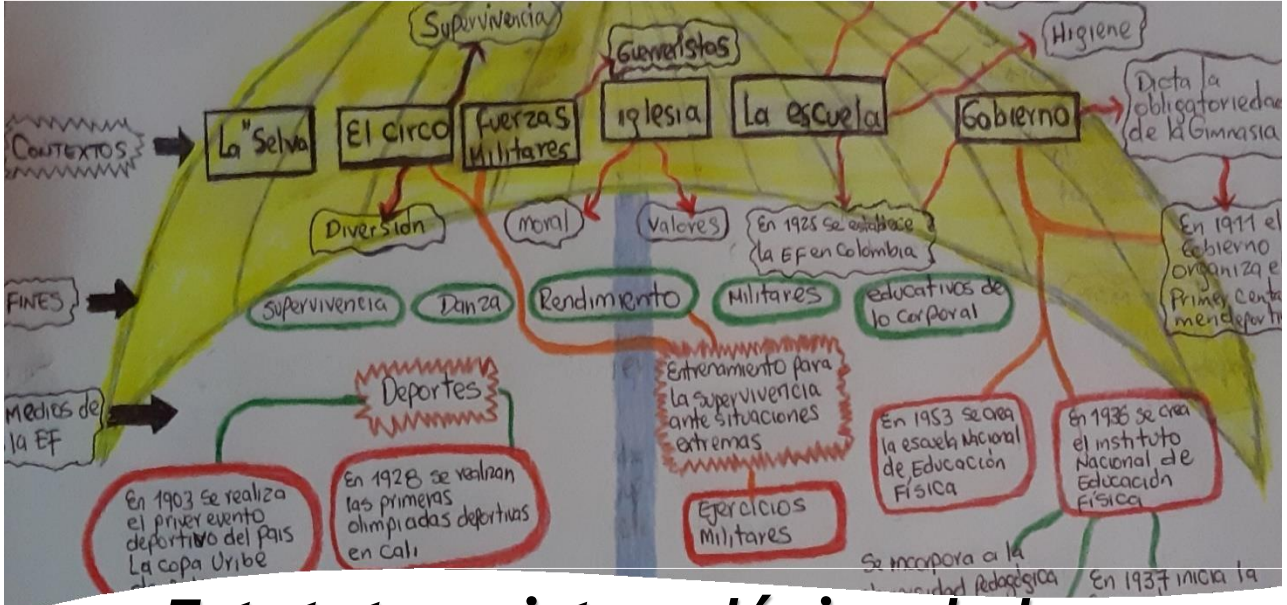 Supervivencia
Guerreristas
Higiene
Dicta la
obligatoriedad
de la Gimnasia
CONTEXTOS
La "Selva
El circo
Fuerzas
Militares
iglesia
La escuela
Gobierno
Diversión
moral
valores
En 1925 se establece
la EF en Colombia
En 1911 el
Gobierno
organiza e
Primer
FINES
Supervivencia
Danza
Rendimiento
Militares
educativos de
lo corporal
Medios de
la EF
Deportes
Entrenamiento para
la supervivencia
ante situaciones
extremas
En 1953 se crea
la escuela Nacional
de Educación
Física
En 1936 se crea
el instituto
Nacional de
Educación
Física
En 1903 se realiza
el primer evento
deportivo del pais
La copa Uribe
En 1928 se realizan
las primeras
olimpiadas deportivas
en Cali
Ejercicios
Militares
Se incorpora a la
Pedagógica
En 1937 inicia la